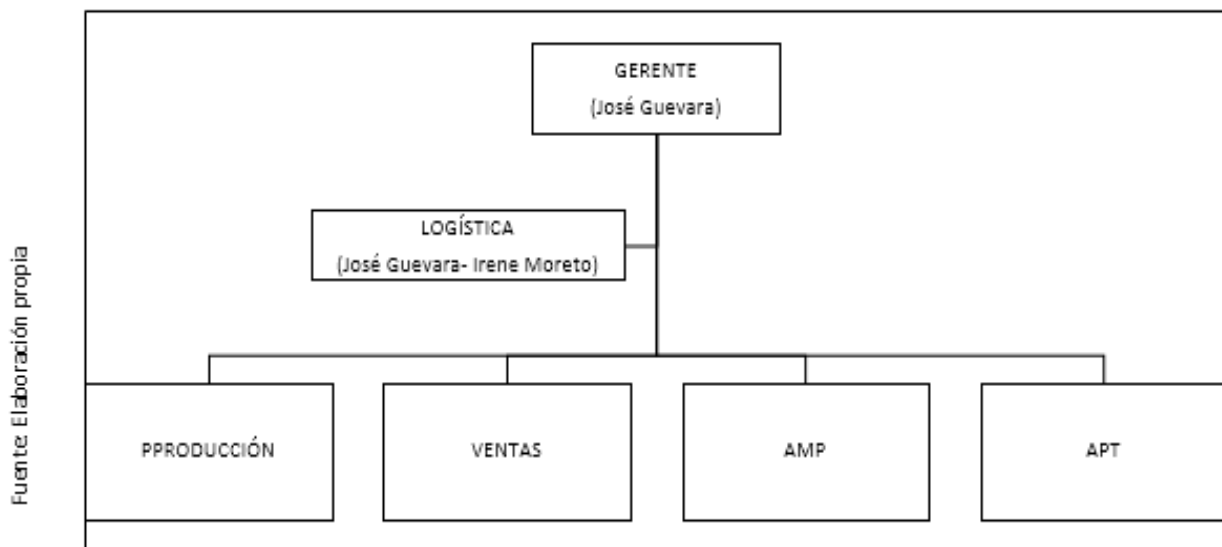 GERENTE
(José Guevara)
LOGÍSTICA
(José Guevara- Irene Moreto)
PPRODUCCIÓN
VENTAS
AMP
APT
Fuente: Elaboración propia